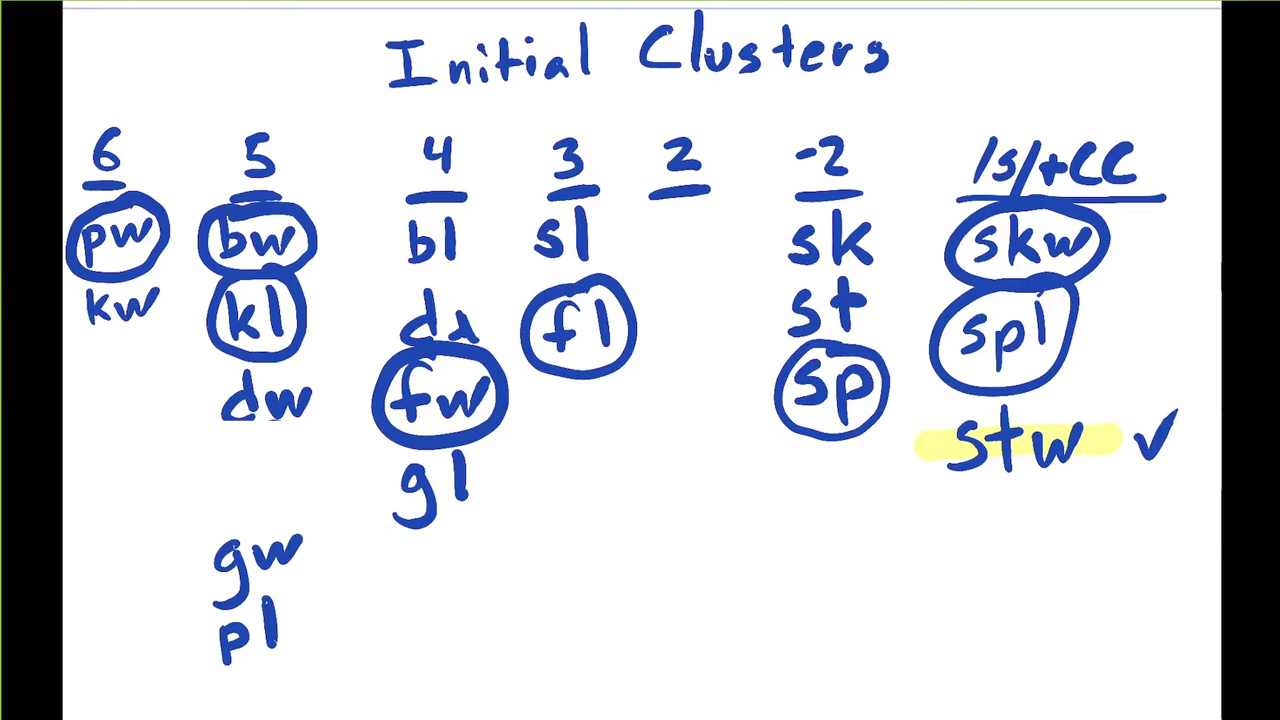 Initial Clusters
6 5 4 3 2 -2 /s/+CC
pw bw bl sl sk skw
kw kl fl st spl
dw fw sp stw ✓
gl
gw
pl